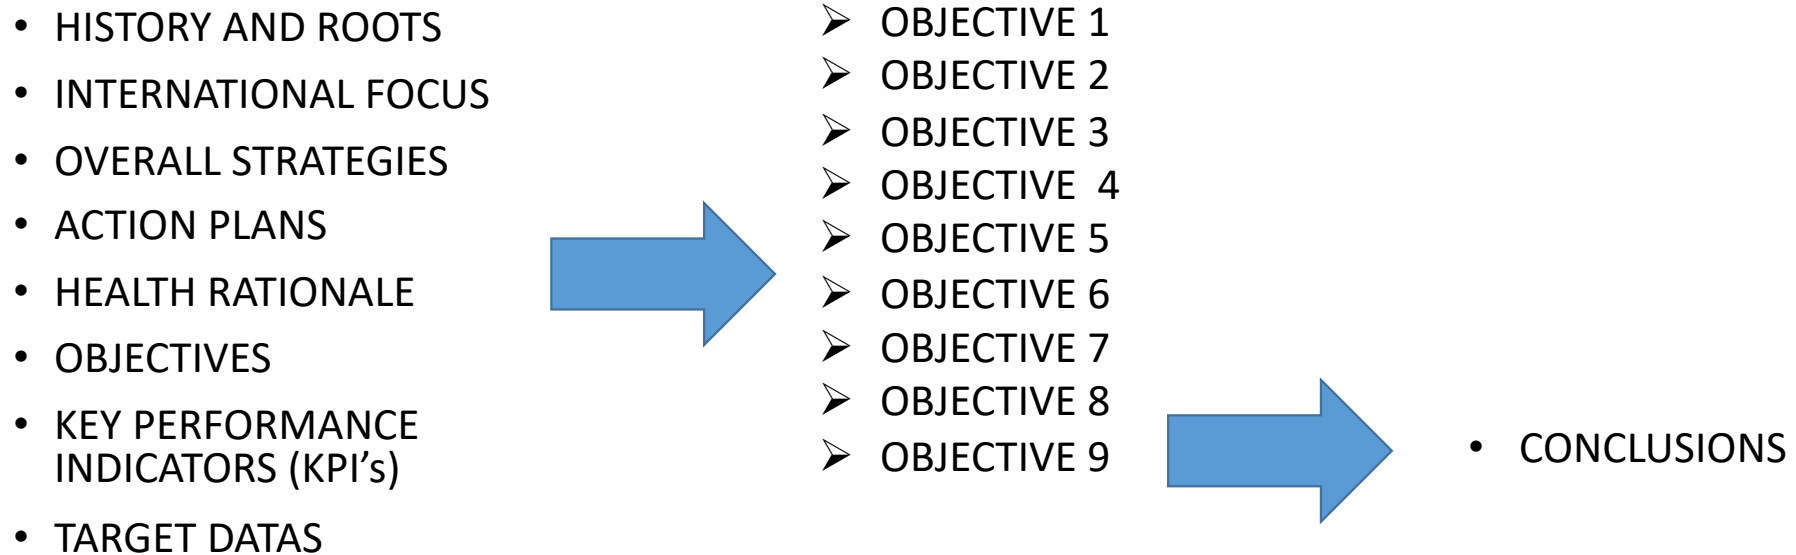 • HISTORY AND ROOTS
• INTERNATIONAL FOCUS
• OVERALL STRATEGIES
• ACTION PLANS
• HEALTH RATIONALE
• OBJECTIVES
• KEY PERFORMANCE
INDICATORS (KPI’s)
• TARGET DATAS
➢ OBJECTIVE 1
➢ OBJECTIVE 2
➢ OBJECTIVE 3
➢ OBJECTIVE  4
➢ OBJECTIVE 5
➢ OBJECTIVE 6
➢ OBJECTIVE 7
➢ OBJECTIVE 8
➢ OBJECTIVE 9
• CONCLUSIONS